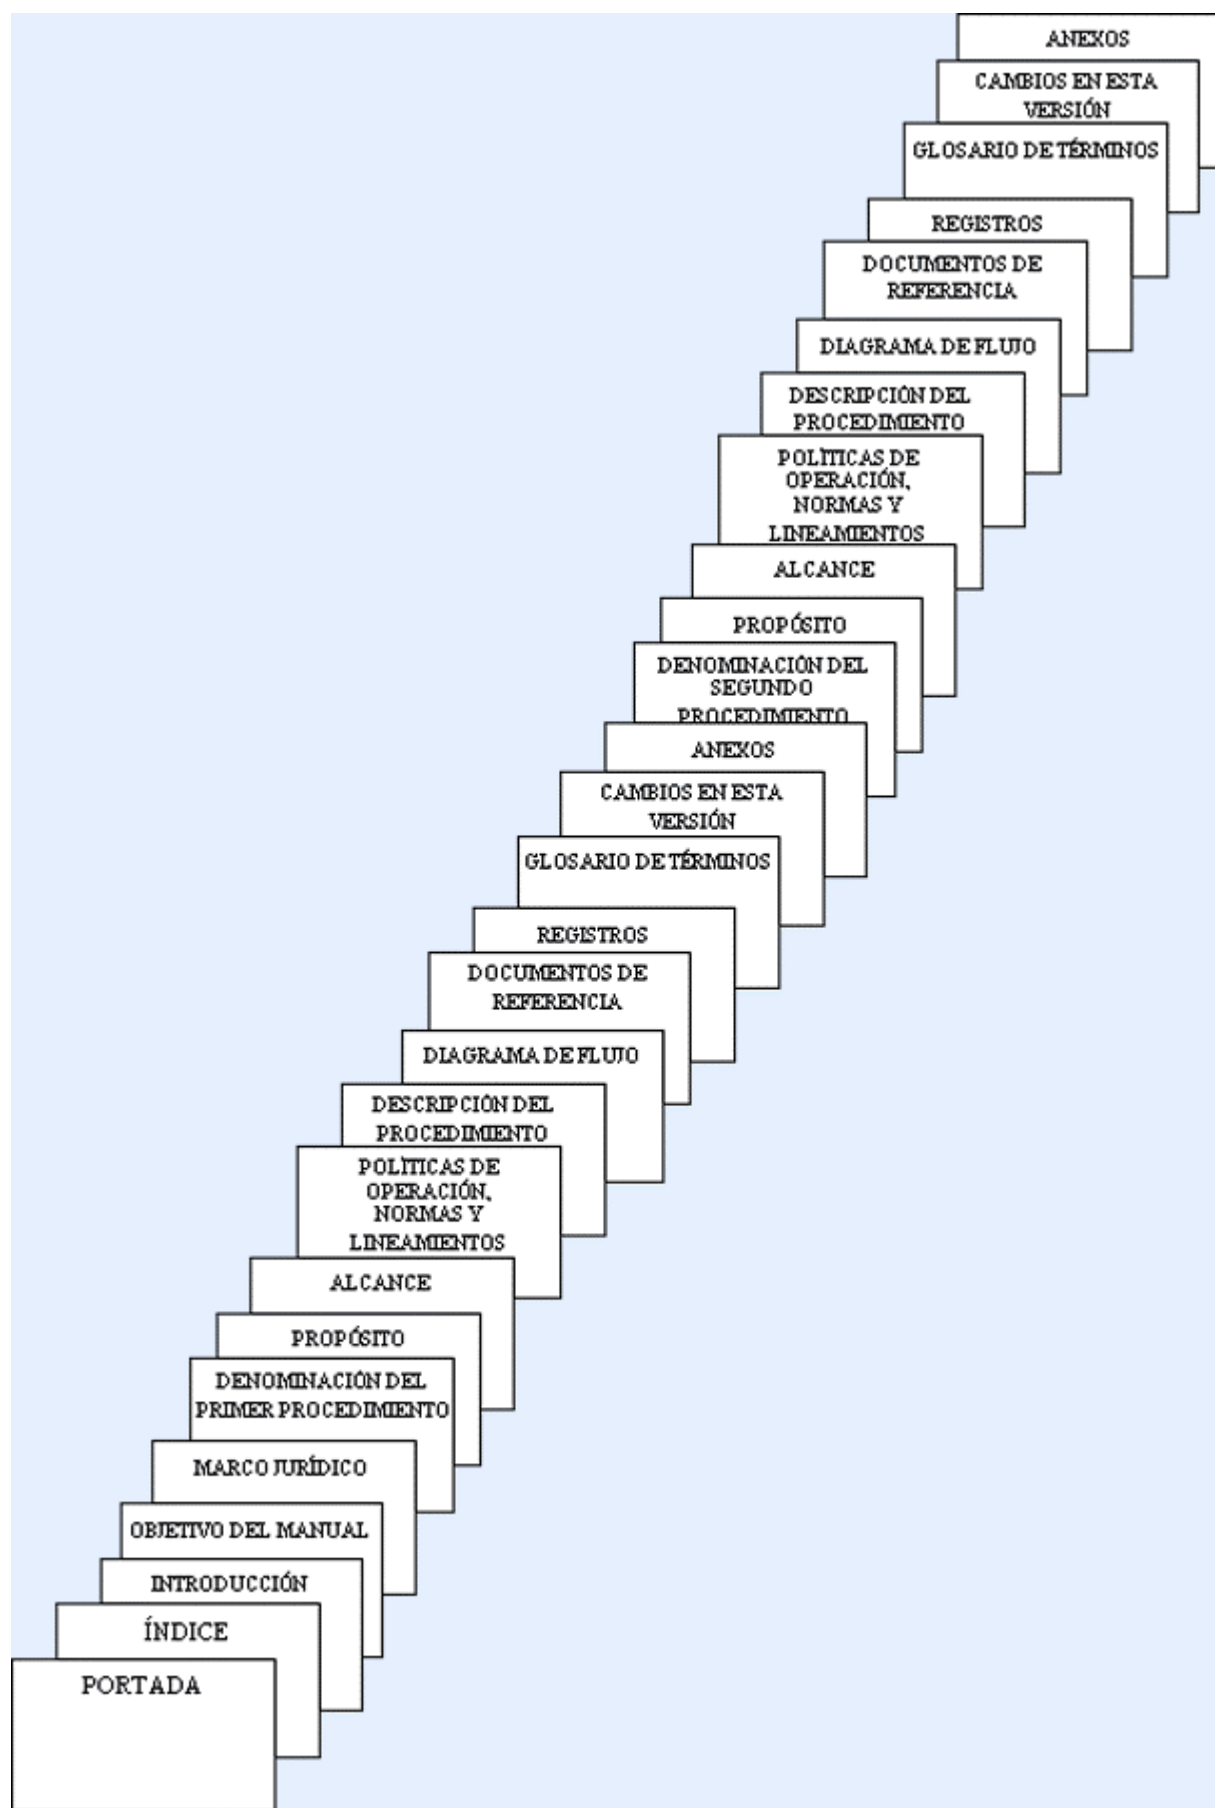 ANEXOS
CAMBIOS EN ESTA
VERSIÓN
GLOSARIO DE TÉRMINOS
REGISTROS
DOCUMENTOS DE
REFERENCIA
DIAGRAMA DE FLUJO
DESCRIPCIÓN DEL
PROCEDIMIENTO
POLÍTICAS DE
OPERACIÓN,
NORMAS Y
LINEAMIENTOS
ALCANCE
PROPÓSITO
DENOMINACIÓN DEL
SEGUNDO
PROCEDIMIENTO
ANEXOS
CAMBIOS EN ESTA
VERSIÓN
GLOSARIO DE TÉRMINOS
REGISTROS
DOCUMENTOS DE
REFERENCIA
DIAGRAMA DE FLUJO
DESCRIPCIÓN DEL
PROCEDIMIENTO
POLÍTICAS DE
OPERACIÓN,
NORMAS Y
LINEAMIENTOS
ALCANCE
PROPÓSITO
DENOMINACIÓN DEL
PRIMER PROCEDIMIENTO
MARCO JURÍDICO
OBJETIVO DEL MANUAL
INTRODUCCIÓN
ÍNDICE
PORTADA